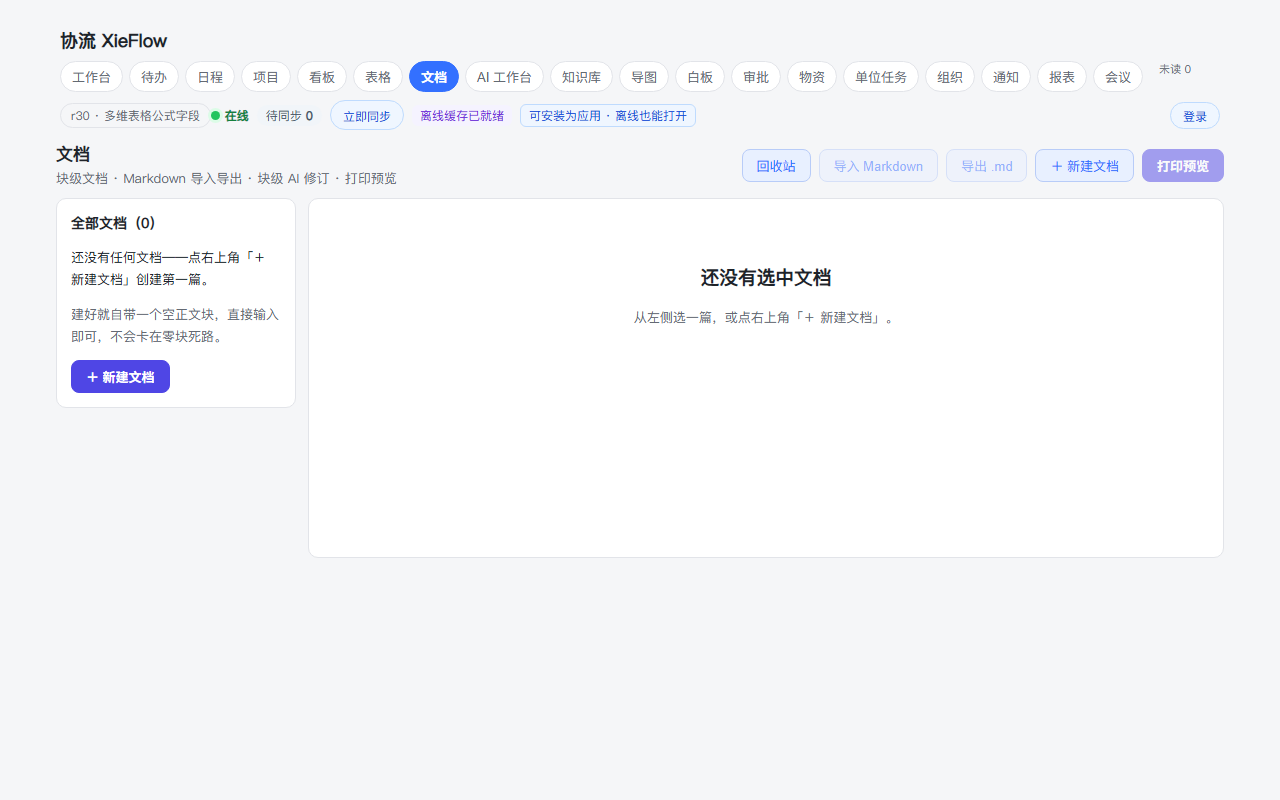 协流 XieFlow
工作台 待办 日程 项目 看板 表格 文档 AI 工作台 知识库 导图 白板 审批 物资 单位任务 组织 通知 报表 会议 未读 0
r30 · 多维表格公式字段 在线 待同步 0 立即同步 离线缓存已就绪 可安装为应用 · 离线也能打开 登录
文档
块级文档 · Markdown 导入导出 · 块级 AI 修订 · 打印预览
回收站 导入 Markdown 导出 .md ＋ 新建文档 打印预览
全部文档（0）
还没有任何文档——点右上角「＋
新建文档」创建第一篇。
建好就自带一个空正文块，直接输入
即可，不会卡在零块死路。
＋ 新建文档
还没有选中文档
从左侧选一篇，或点右上角「＋ 新建文档」。